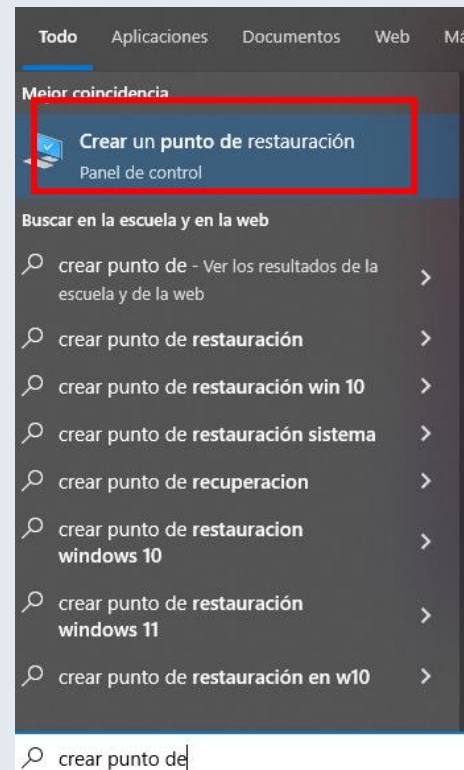 Todo Aplicaciones Documentos Web
Mejor coincidencia
Crear un punto de restauración
Panel de control
Buscar en la escuela y en la web
crear punto de - Ver los resultados de la
escuela y de la web
crear punto de restauración
crear punto de restauración win 10
crear punto de restauración sistema
crear punto de recuperacion
crear punto de restauracion
windows 10
crear punto de restauración
windows 11
crear punto de restauración en w10
crear punto de